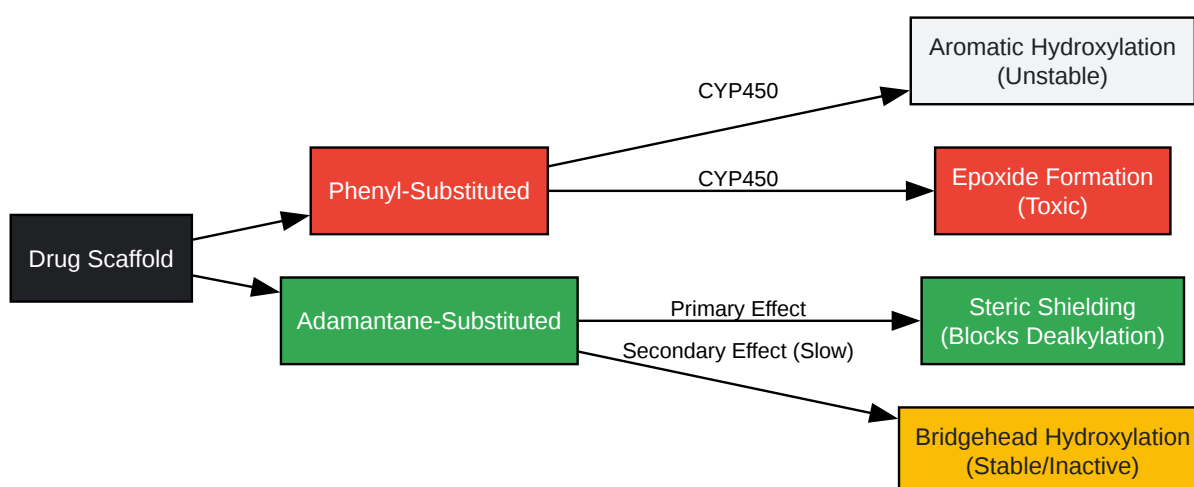 Aromatic Hydroxylation
(Unstable)
CYP450
Phenyl-Substituted
CYP450
Epoxide Formation
(Toxic)
Drug Scaffold
Adamantane-Substituted
Primary Effect
Steric Shielding
(Blocks Dealkylation)
Secondary Effect (Slow)
Bridgehead Hydroxylation
(Stable/Inactive)